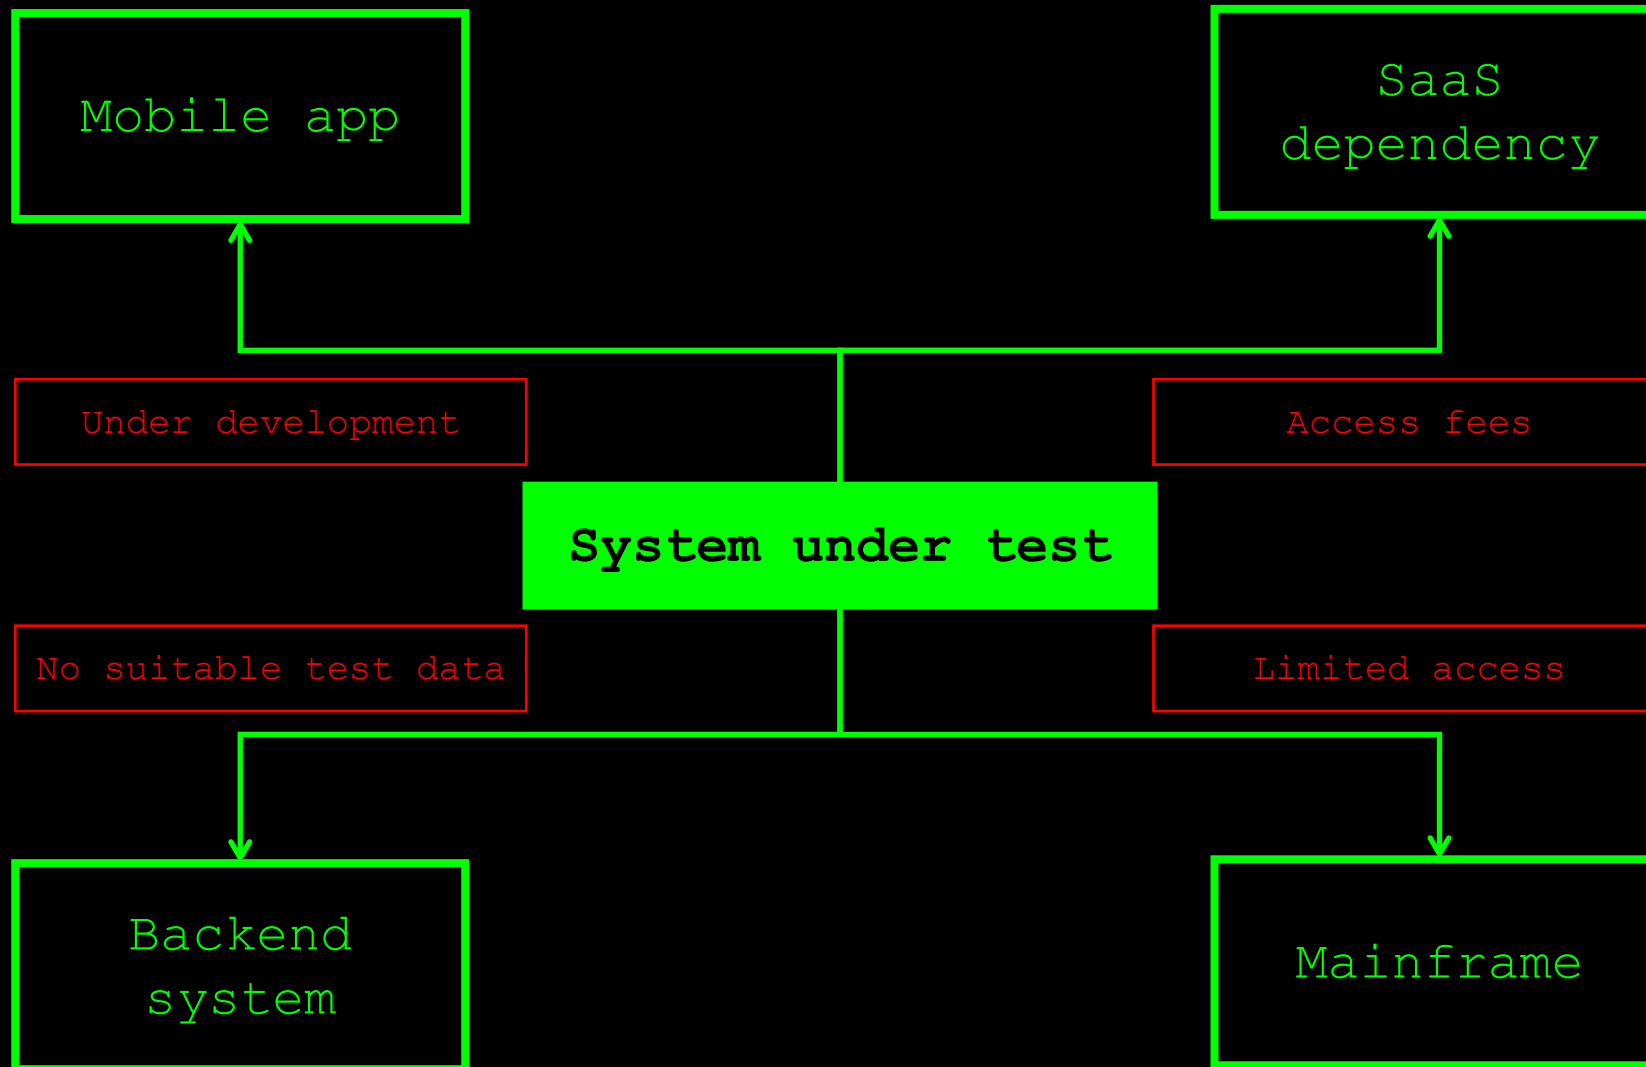 Mobile app
SaaS
dependency
Under development
Access fees
System under test
No suitable test data
Limited access
Backend
system
Mainframe